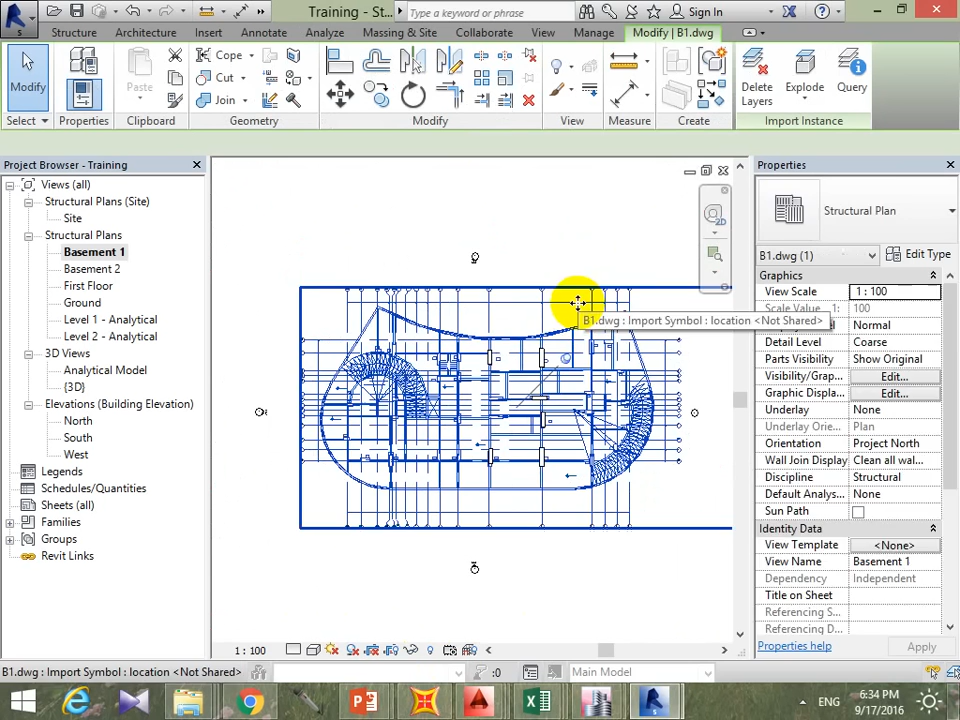 Training - St...
Type a keyword or phrase
Sign In
Structure
Architecture
Insert
Annotate
Analyze
Massing & Site
Collaborate
View
Manage
Modify | B1.dwg
Modify
Paste
Cope
Cut
Join
Delete Layers
Explode
Query
Select
Properties
Clipboard
Geometry
Modify
View
Measure
Create
Import Instance
Project Browser - Training
Views (all)
Structural Plans (Site)
Site
Structural Plans
Basement 1
Basement 2
First Floor
Ground
Level 1 - Analytical
Level 2 - Analytical
3D Views
Analytical Model
{3D}
Elevations (Building Elevation)
North
South
West
Legends
Schedules/Quantities
Sheets (all)
Families
Groups
Revit Links
2D
B1.dwg : Import Symbol : location <Not Shared>
Properties
Structural Plan
B1.dwg (1)
Edit Type
Graphics
View Scale 1 : 100
Scale Value 1: 100
Normal
Detail Level Coarse
Parts Visibility Show Original
Visibility/Grap... Edit...
Graphic Displa... Edit...
Underlay None
Underlay Orie... Plan
Orientation Project North
Wall Join Display Clean all wal...
Discipline Structural
Default Analys... None
Sun Path
Identity Data
View Template <None>
View Name Basement 1
Dependency Independent
Title on Sheet
Referencing S...
Referencing D...
Properties help
Apply
1 : 100
B1.dwg : Import Symbol : location <Not Shared>
:0
Main Model
ENG
6:34 PM
9/17/2016